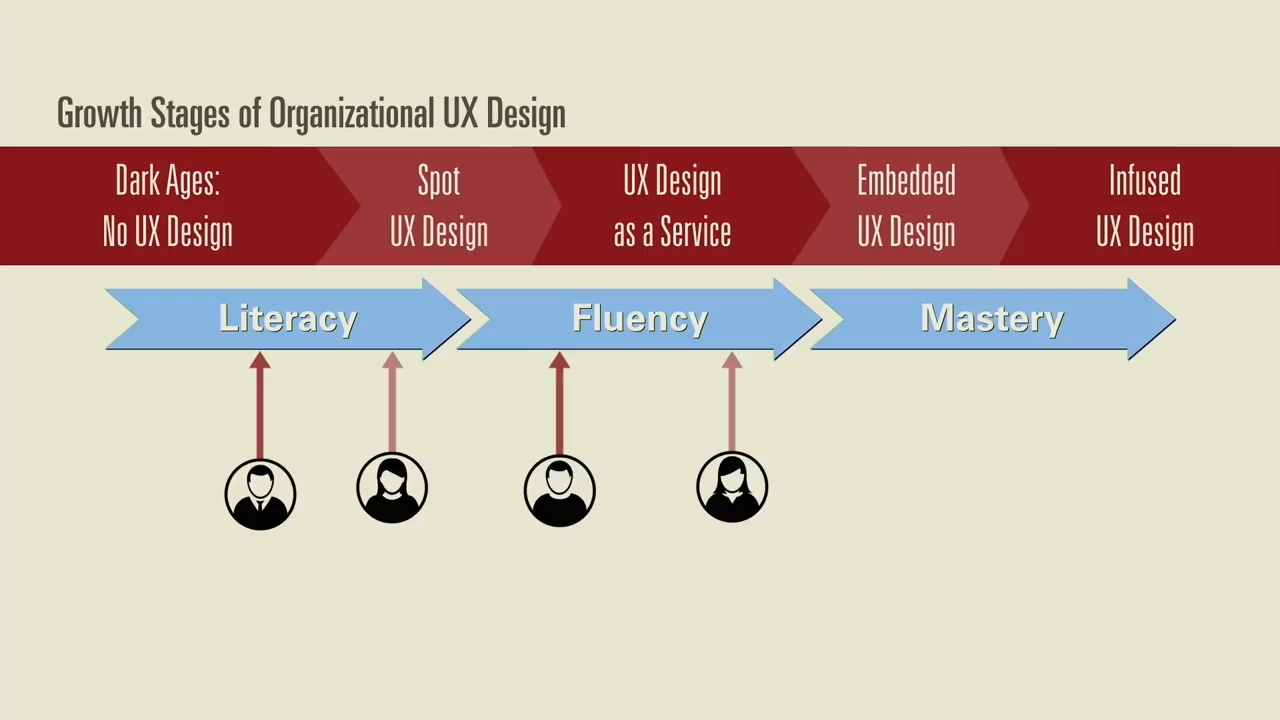 Growth Stages of Organizational UX Design
Dark Ages:
No UX Design
Spot
UX Design
UX Design
as a Service
Embedded
UX Design
Infused
UX Design
Literacy
Fluency
Mastery